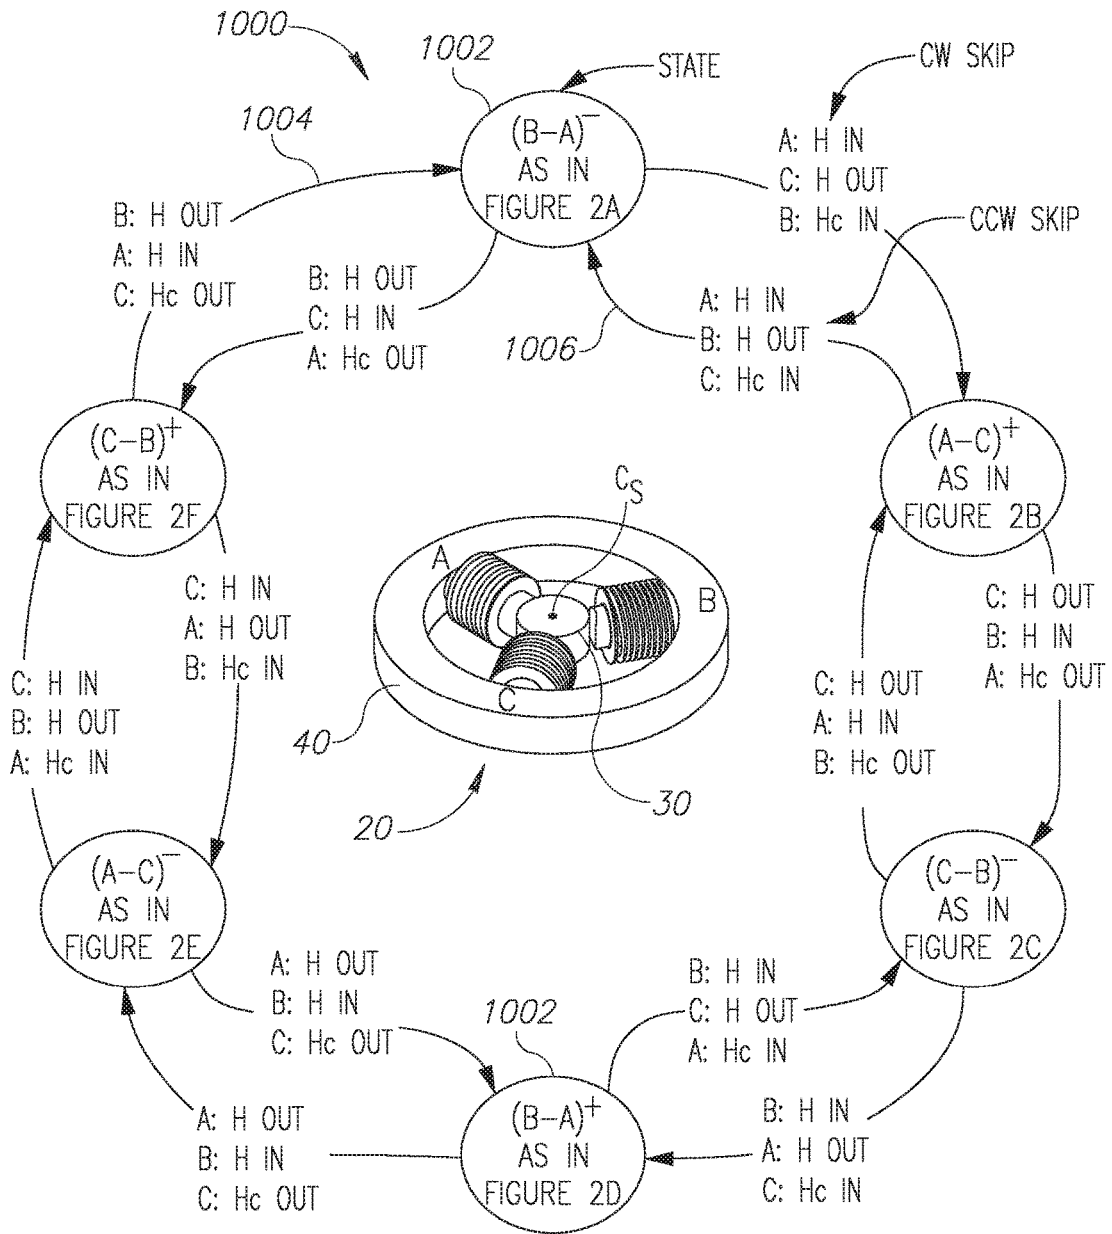 1000
1002
STATE
CW SKIP
1004
(B-A)⁻
AS IN
FIGURE 2A
A: H IN
C: H OUT
B: Hc IN
CCW SKIP
B: H OUT
A: H IN
C: Hc OUT
B: H OUT
C: H IN
A: Hc OUT
1006
A: H IN
B: H OUT
C: Hc IN
(C-B)⁺
AS IN
FIGURE 2F
(A-C)⁺
AS IN
FIGURE 2B
C: H IN
A: H OUT
B: Hc IN
CS
A
B
C
40
20
30
C: H OUT
B: H IN
A: Hc OUT
C: H IN
B: H OUT
A: Hc IN
C: H OUT
A: H IN
B: Hc OUT
(A-C)⁻
AS IN
FIGURE 2E
(C-B)⁻
AS IN
FIGURE 2C
A: H OUT
B: H IN
C: Hc OUT
1002
B: H IN
C: H OUT
A: Hc IN
A: H OUT
B: H IN
C: Hc OUT
(B-A)⁺
AS IN
FIGURE 2D
B: H IN
A: H OUT
C: Hc IN